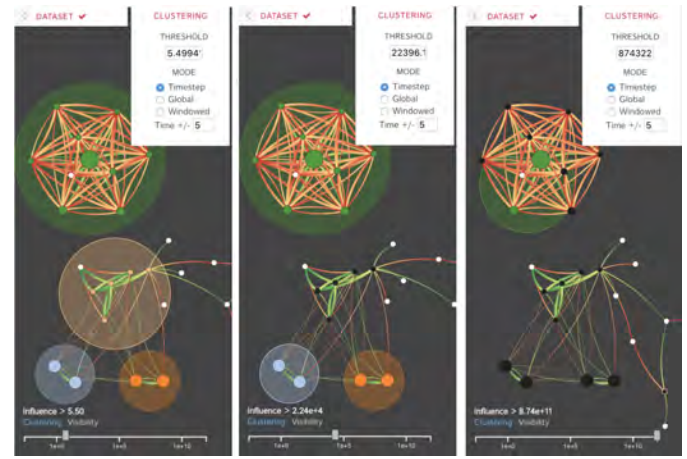 DATASET ✔
CLUSTERING
THRESHOLD
5.4994
MODE
Timestep
Global
Windowed
Time +/- 5
Influence > 5.50
Clustering Visibility
1e+0 1e+5 1e+10
DATASET ✔
CLUSTERING
THRESHOLD
22396.1
MODE
Timestep
Global
Windowed
Time +/- 5
Influence > 2.24e+4
Clustering Visibility
1e+0 1e+5 1e+10
DATASET ✔
CLUSTERING
THRESHOLD
874322
MODE
Timestep
Global
Windowed
Time +/- 5
Influence > 8.74e+11
Clustering Visibility
1e+0 1e+5 1e+10